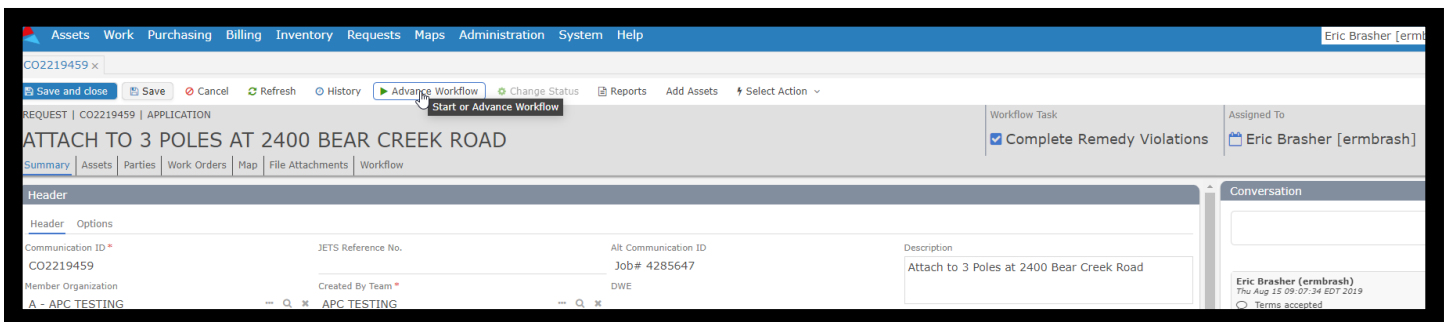 Assets Work Purchasing Billing Inventory Requests Maps Administration System Help
Eric Brasher [ermb
CO2219459 ×
Save and close Save Cancel Refresh History Advance Workflow Change Status Reports Add Assets Select Action
Start or Advance Workflow
REQUEST | CO2219459 | APPLICATION
Workflow Task
Assigned To
ATTACH TO 3 POLES AT 2400 BEAR CREEK ROAD
Complete Remedy Violations
Eric Brasher [ermbrash]
Summary Assets Parties Work Orders Map File Attachments Workflow
Header
Conversation
Header Options
Communication ID *
JETS Reference No.
Alt Communication ID
Description
CO2219459
Job# 4285647
Attach to 3 Poles at 2400 Bear Creek Road
Member Organization
Created By Team *
DWE
A - APC TESTING
APC TESTING
Eric Brasher (ermbrash)
Thu Aug 15 09:07:34 EDT 2019
Terms accepted